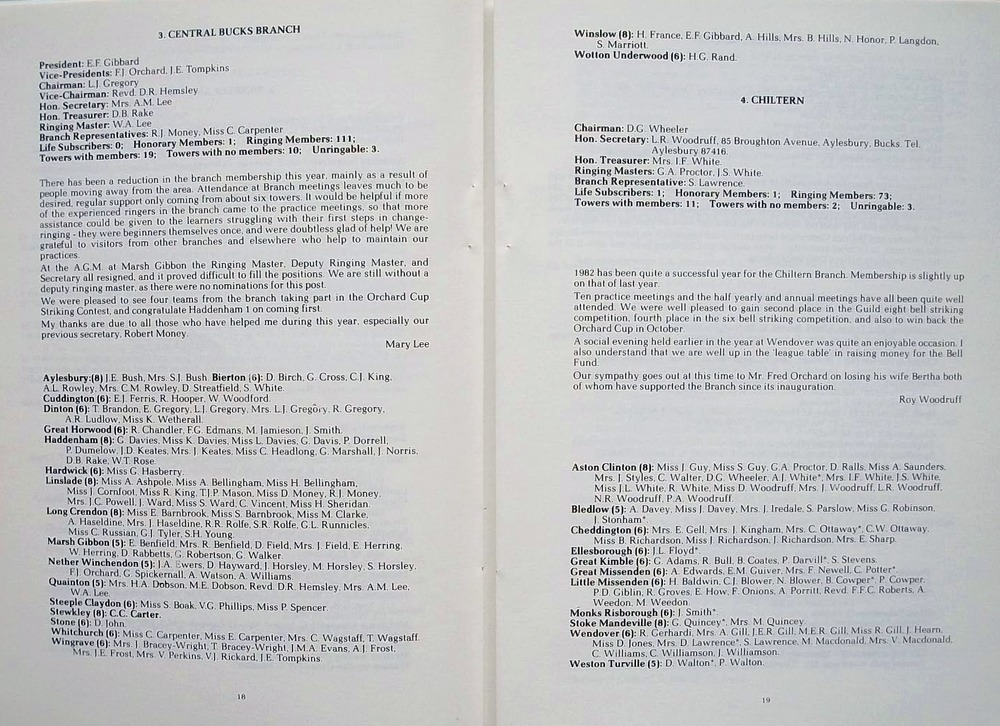 3. CENTRAL BUCKS BRANCH
President: E.F. Gibbard
Vice-Presidents: F.J. Orchard, J.E. Tompkins
Chairman: L.J. Gregory
Vice-Chairman: Revd. D.R. Hemsley
Hon. Secretary: Mrs. A.M. Lee
Hon. Treasurer: D.B. Rake
Ringing Master: W.A. Lee
Branch Representatives: R.J. Money, Miss C. Carpenter
Life Subscribers: 0; Honorary Members: 1; Ringing Members: 111;
Towers with members: 19; Towers with no members: 10; Unringable: 3.
There has been a reduction in the branch membership this year, mainly as a result of
people moving away from the area. Attendance at Branch meetings leaves much to be
desired, regular support only coming from about six towers. It would be helpful if more
of the experienced ringers in the branch came to the practice meetings, so that more
assistance could be given to the learners struggling with their first steps in change-
ringing - they were beginners themselves once, and were doubtless glad of help! We are
grateful to visitors from other branches and elsewhere who help to maintain our
practices.
At the A.G.M. at Marsh Gibbon the Ringing Master, Deputy Ringing Master, and
Secretary all resigned, and it proved difficult to fill the positions. We are still without a
deputy ringing master, as there were no nominations for this post.
We were pleased to see four teams from the branch taking part in the Orchard Cup
Striking Contest, and congratulate Haddenham 1 on coming first.
My thanks are due to all those who have helped me during this year, especially our
previous secretary, Robert Money.
Mary Lee
Aylesbury:(8) J.E. Bush, Mrs. S.J. Bush. Bierton (6): D. Birch, G. Cross, C.J. King,
A.L. Rowley, Mrs. C.M. Rowley, D. Streatfield, S. White.
Cuddington (6): E.J. Ferris, R. Hooper, W. Woodford.
Dinton (6): T. Brandon, E. Gregory, L.J. Gregory, Mrs. L.J. Gregory, R. Gregory,
A.R. Ludlow, Miss K. Wetherall.
Great Horwood (6): R. Chandler, F.G. Edmans, M. Jamieson, J. Smith.
Haddenham (8): G. Davies, Miss K. Davies, Miss L. Davies, G. Davis, P. Dorrell,
P. Dumelow, J.D. Keates, Mrs. J. Keates, Miss C. Headlong, G. Marshall, J. Norris,
D.B. Rake, W.T. Rose.
Hardwick (6): Miss G. Hasberry.
Linslade (8): Miss A. Ashpole, Miss A. Bellingham, Miss H. Bellingham,
Miss J. Cornfoot, Miss R. King, T.J.P. Mason, Miss D. Money, R.J. Money,
Mrs. J.C. Powell, J. Ward, Miss S. Ward, C. Vincent, Miss H. Sheridan.
Long Crendon (8): Miss E. Barnbrook, Miss S. Barnbrook, Miss M. Clarke,
A. Haseldine, Mrs. J. Haseldine, R.R. Rolfe, S.R. Rolfe, G.L. Runnicles,
Miss C. Russian, G.J. Tyler, S.H. Young.
Marsh Gibbon (5): E. Benfield, Mrs. R. Benfield, D. Field, Mrs. J. Field, E. Herring,
W. Herring, D. Rabbetts, G. Robertson, G. Walker.
Nether Winchendon (5): J.A. Ewers, D. Hayward, J. Horsley, M. Horsley, S. Horsley,
F.J. Orchard, G. Spickernall, A. Watson, A. Williams.
Quainton (5): Mrs. H.A. Dobson, M.E. Dobson, Revd. D.R. Hemsley, Mrs. A.M. Lee,
W.A. Lee.
Steeple Claydon (6): Miss S. Boak, V.G. Phillips, Miss P. Spencer.
Stewkley (8): C.C. Carter.
Stone (6): D. John.
Whitchurch (6): Miss C. Carpenter, Miss E. Carpenter, Mrs. C. Wagstaff, T. Wagstaff.
Wingrave (6): Mrs. J. Bracey-Wright, T. Bracey-Wright, J.M.A. Evans, A.J. Frost,
Mrs. J.E. Frost, Mrs. V. Perkins, V.J. Rickard, J.E. Tompkins.
18
Winslow (8): H. France, E.F. Gibbard, A. Hills, Mrs. B. Hills, N. Honor, P. Langdon,
S. Marriott.
Wotton Underwood (6): H.G. Rand.
4. CHILTERN
Chairman: D.G. Wheeler
Hon. Secretary: L.R. Woodruff, 85 Broughton Avenue, Aylesbury, Bucks. Tel.
Aylesbury 87416.
Hon. Treasurer: Mrs. I.F. White.
Ringing Masters: G.A. Proctor, J.S. White.
Branch Representative: S. Lawrence.
Life Subscribers: 1; Honorary Members: 1; Ringing Members: 73;
Towers with members: 11; Towers with no members: 2; Unringable: 3.
1982 has been quite a successful year for the Chiltern Branch. Membership is slightly up
on that of last year.
Ten practice meetings and the half yearly and annual meetings have all been quite well
attended. We were well pleased to gain second place in the Guild eight bell striking
competition, fourth place in the six bell striking competition, and also to win back the
Orchard Cup in October.
A social evening held earlier in the year at Wendover was quite an enjoyable occasion. I
also understand that we are well up in the 'league table' in raising money for the Bell
Fund.
Our sympathy goes out at this time to Mr. Fred Orchard on losing his wife Bertha both
of whom have supported the Branch since its inauguration.
Roy Woodruff
Aston Clinton (8): Miss J. Guy, Miss S. Guy, G.A. Proctor, D. Ralls, Miss A. Saunders,
Mrs. J. Styles, C. Walter, D.G. Wheeler, A.J. White*, Mrs. I.F. White, J.S. White,
Miss J.L. White, R. White, Miss D. Woodruff, Mrs. J. Woodruff, L.R. Woodruff,
N.R. Woodruff, P.A. Woodruff.
Bledlow (5): A. Davey, Miss J. Davey, Mrs. J. Iredale, S. Parslow, Miss G. Robinson,
J. Stonham*
Cheddington (6): Mrs. E. Gell, Mrs. J. Kingham, Mrs. C. Ottaway*, C.W. Ottaway,
Miss B. Richardson, Miss J. Richardson, J. Richardson, Mrs. E. Sharp.
Ellesborough (6): J.L. Floyd*.
Great Kimble (6): G. Adams, R. Bull, B. Coates, P. Darvill*, S. Stevens.
Great Missenden (6): A. Edwards, E.M. Guiver, Mrs. F. Newell, C. Potter*.
Little Missenden (6): H. Baldwin, C.J. Blower, N. Blower, B. Cowper*, P. Cowper,
P.D. Giblin, R. Groves, E. How, F. Onions, A. Porritt, Revd. F.F.C. Roberts, A.
Weedon, M. Weedon.
Monks Risborough (6): J. Smith*.
Stoke Mandeville (8): G. Quincey*, Mrs. M. Quincey.
Wendover (6): R. Gerhardi, Mrs. A. Gill, J.E.R. Gill, M.E.R. Gill, Miss R. Gill, J. Hearn,
Miss D. Jones, Mrs. D. Lawrence*, S. Lawrence, M. Macdonald, Mrs. V. Macdonald,
C. Williams, C. Williamson, J. Williamson.
Weston Turville (5): D. Walton*, P. Walton.
19